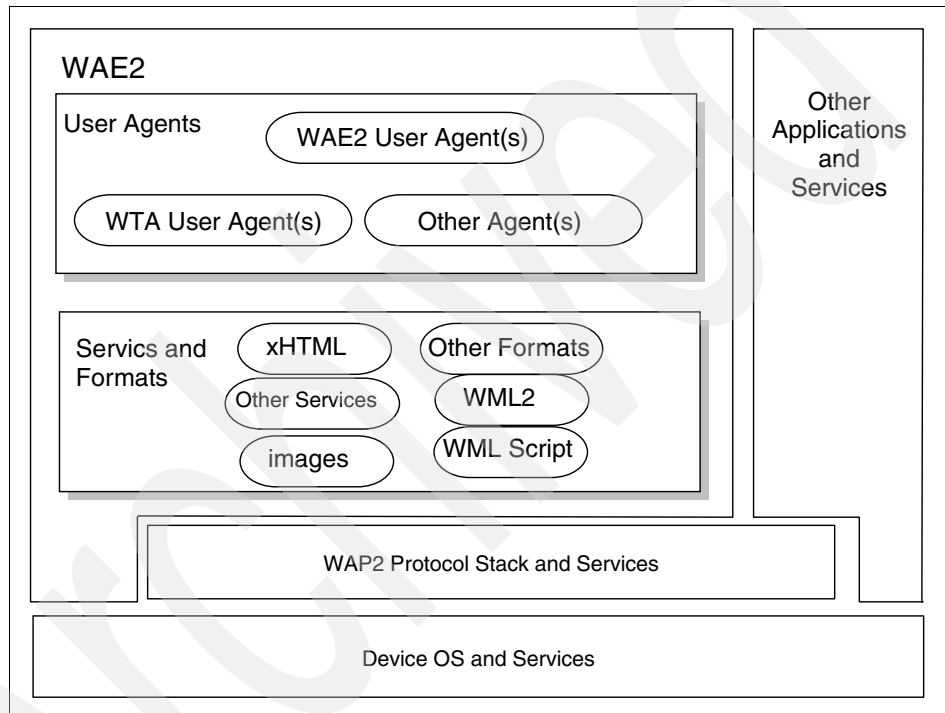 WAE2
User Agents
WAE2 User Agent(s)
WTA User Agent(s)
Other Agent(s)
Servics and
Formats
xHTML
Other Formats
Other Services
WML2
images
WML Script
Other
Applications
and
Services
WAP2 Protocol Stack and Services
Device OS and Services
Archived